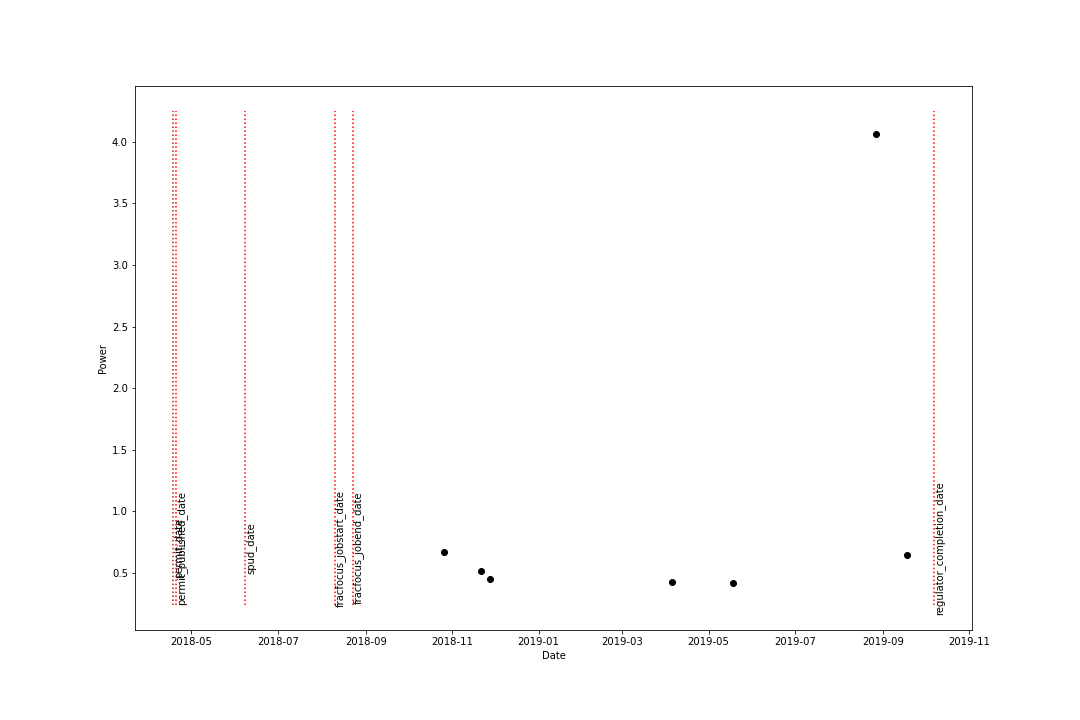 4.0
3.5
3.0
2.5
2.0
1.5
1.0
0.5
Power
permit_date
permit_published_date
spud_date
fracfocus_jobstart_date
fracfocus_jobend_date
regulator_completion_date
2018-05
2018-07
2018-09
2018-11
2019-01
2019-03
2019-05
2019-07
2019-09
2019-11
Date